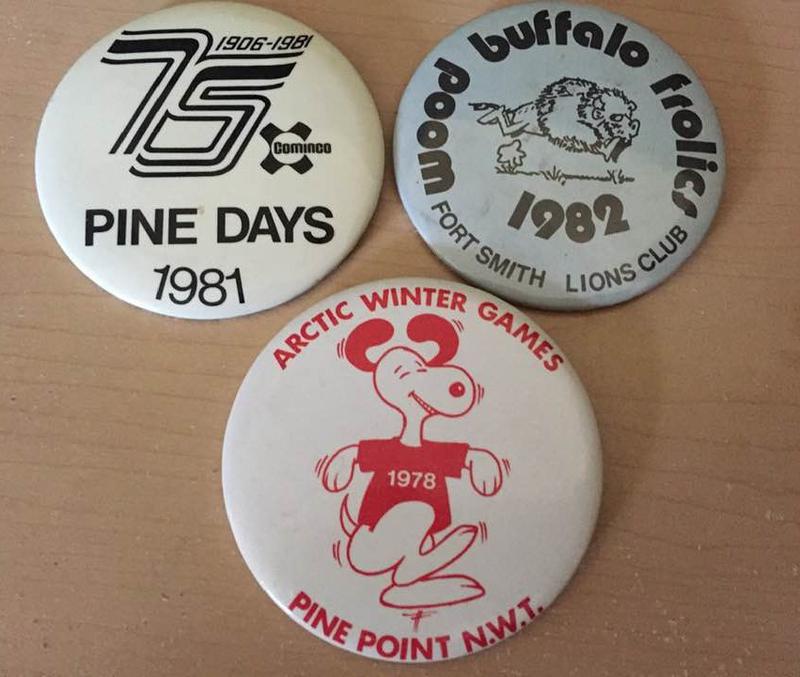 75
1906-1981
Cominco
PINE DAYS
1981
wood buffalo frolics
1982
FORT SMITH LIONS CLUB
ARCTIC WINTER GAMES
1978
PINE POINT N.W.T.